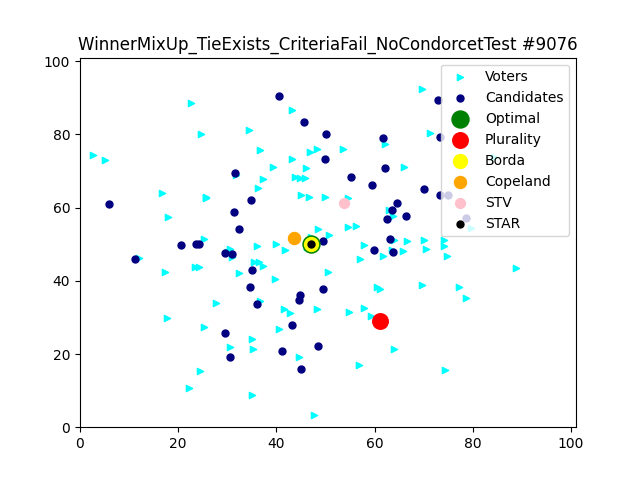 WinnerMixUp_TieExists_CriteriaFail_NoCondorcetTest #9076
100
80
60
40
20
0
0 20 40 60 80 100
Voters
Candidates
Optimal
Plurality
Borda
Copeland
STV
STAR